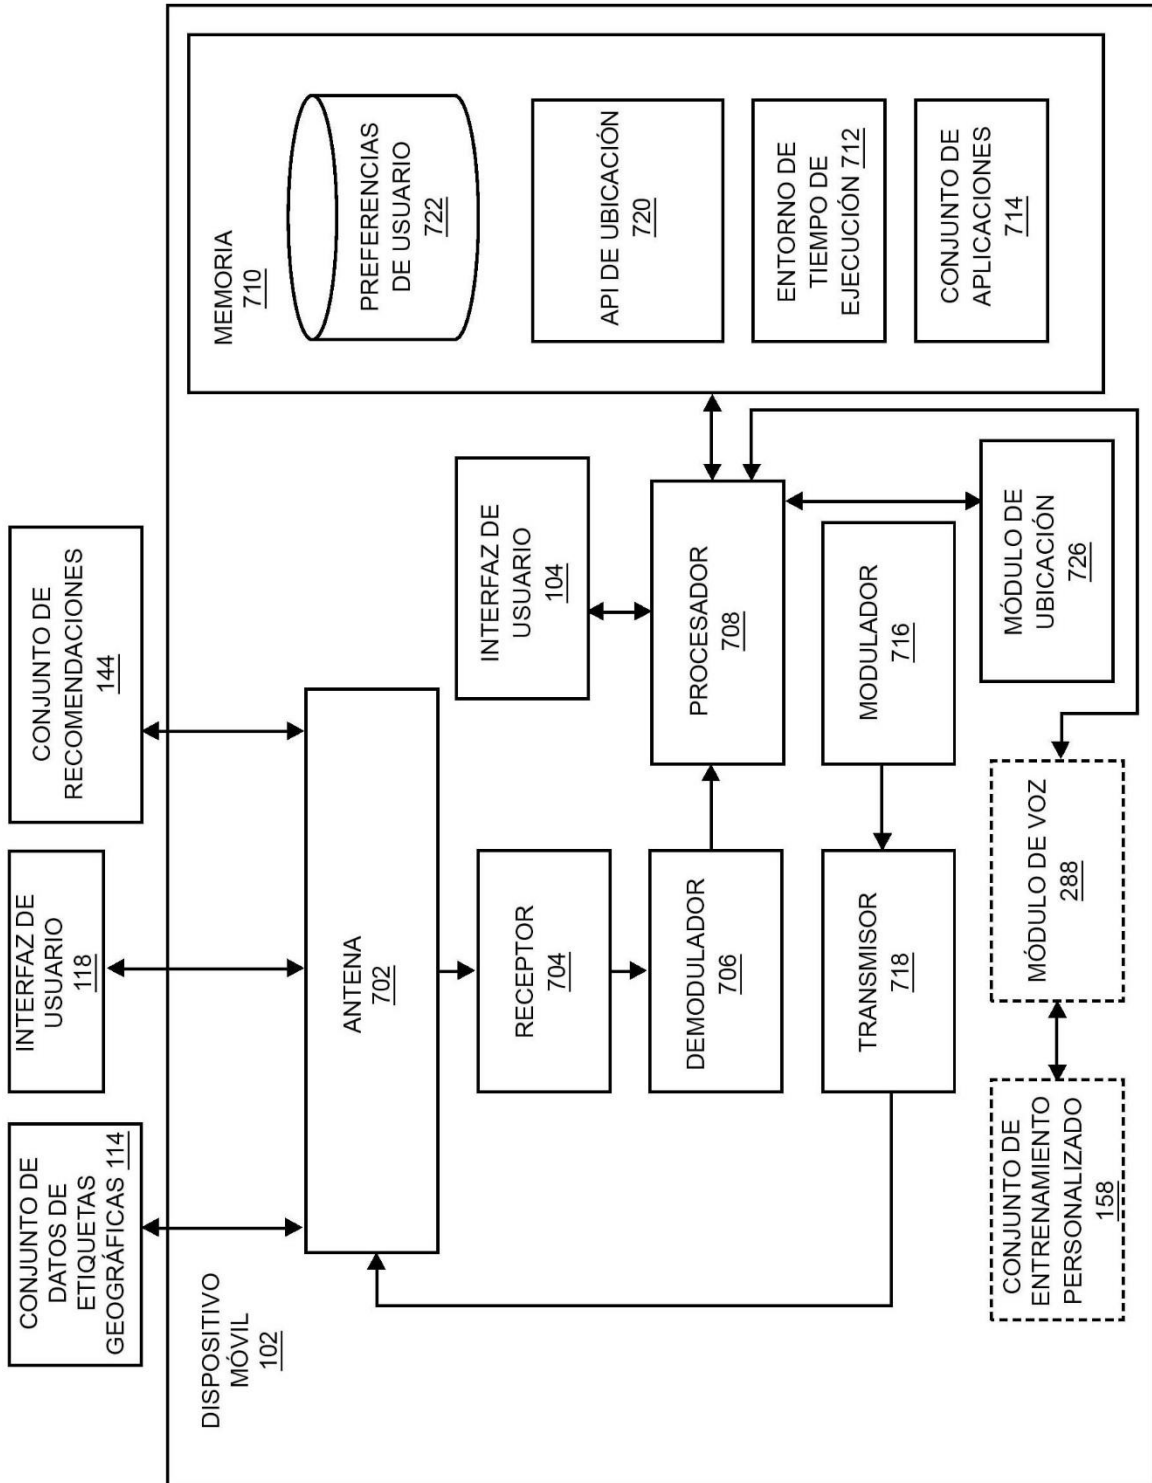 CONJUNTO DE
DATOS DE
ETIQUETAS
GEOGRÁFICAS 114
INTERFAZ DE
USUARIO
118
CONJUNTO DE
RECOMENDACIONES
144
DISPOSITIVO
MÓVIL
102
ANTENA
702
RECEPTOR
704
INTERFAZ DE
USUARIO
104
DEMODULADOR
706
PROCESADOR
708
TRANSMISOR
718
MODULADOR
716
CONJUNTO DE
ENTRENAMIENTO
PERSONALIZADO
158
MÓDULO DE VOZ
288
MÓDULO DE
UBICACIÓN
726
MEMORIA
710
PREFERENCIAS
DE USUARIO
722
API DE UBICACIÓN
720
ENTORNO DE
TIEMPO DE
EJECUCIÓN 712
CONJUNTO DE
APLICACIONES
714